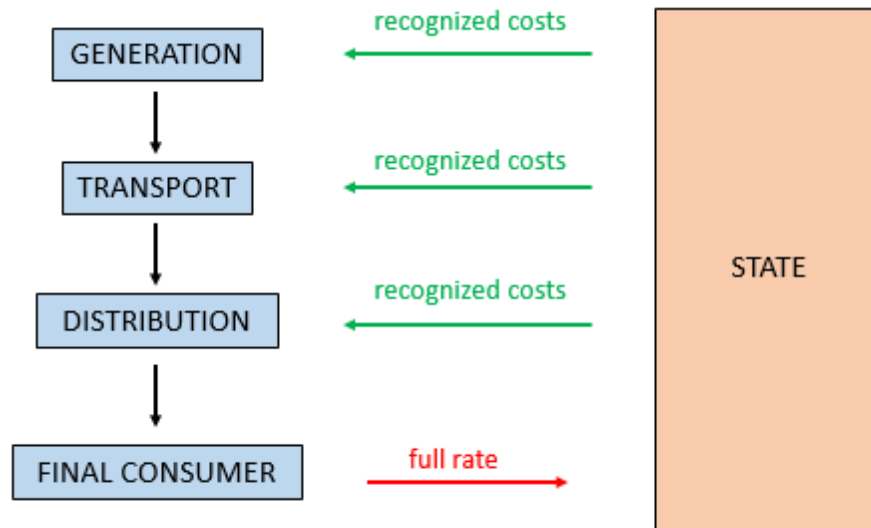 recognized costs
GENERATION
recognized costs
TRANSPORT
STATE
recognized costs
DISTRIBUTION
full rate
FINAL CONSUMER